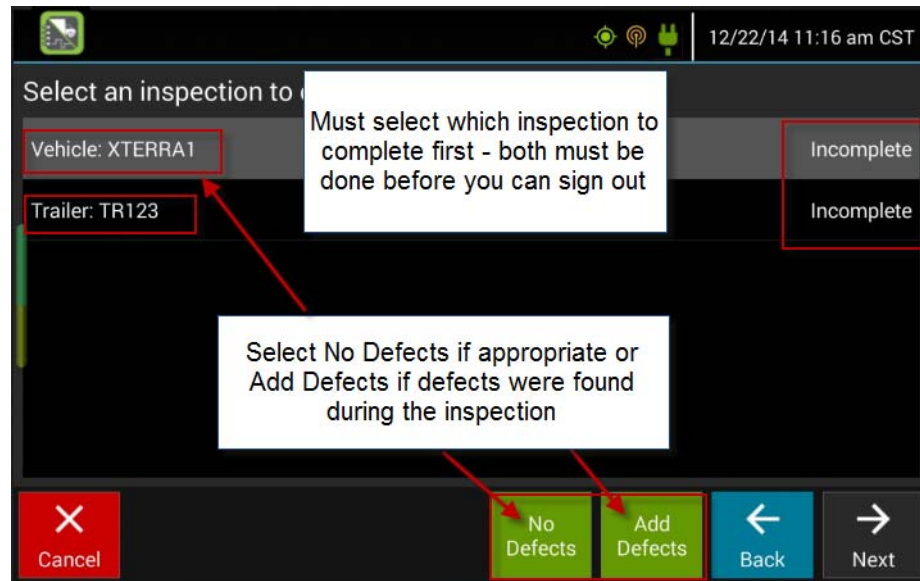 12/22/14 11:16 am CST
Select an inspection to
Must select which inspection to
complete first - both must be
done before you can sign out
Vehicle: XTERRA1
Incomplete
Trailer: TR123
Incomplete
Select No Defects if appropriate or
Add Defects if defects were found
during the inspection
Cancel
No
Defects
Add
Defects
Back
Next